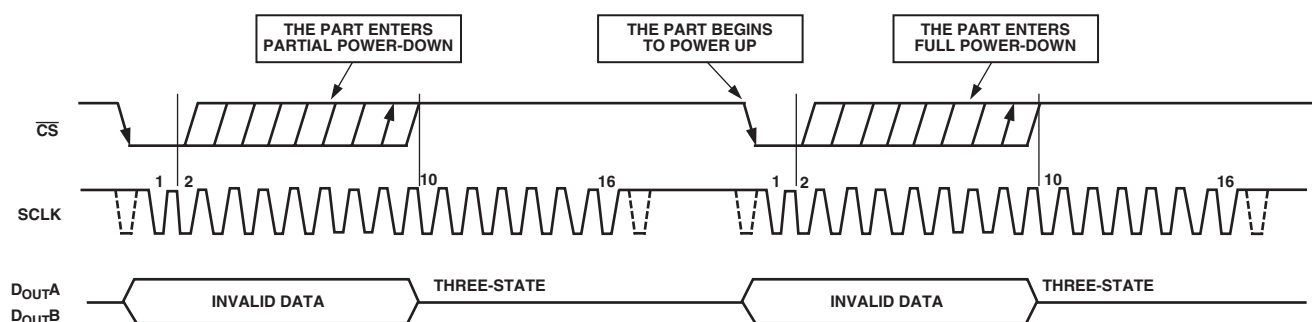 THE PART ENTERS
PARTIAL POWER-DOWN
THE PART BEGINS
TO POWER UP
THE PART ENTERS
FULL POWER-DOWN
CS
1 2 10 16 1 2 10 16
SCLK
DOUTA
DOUTB
INVALID DATA
THREE-STATE
INVALID DATA
THREE-STATE